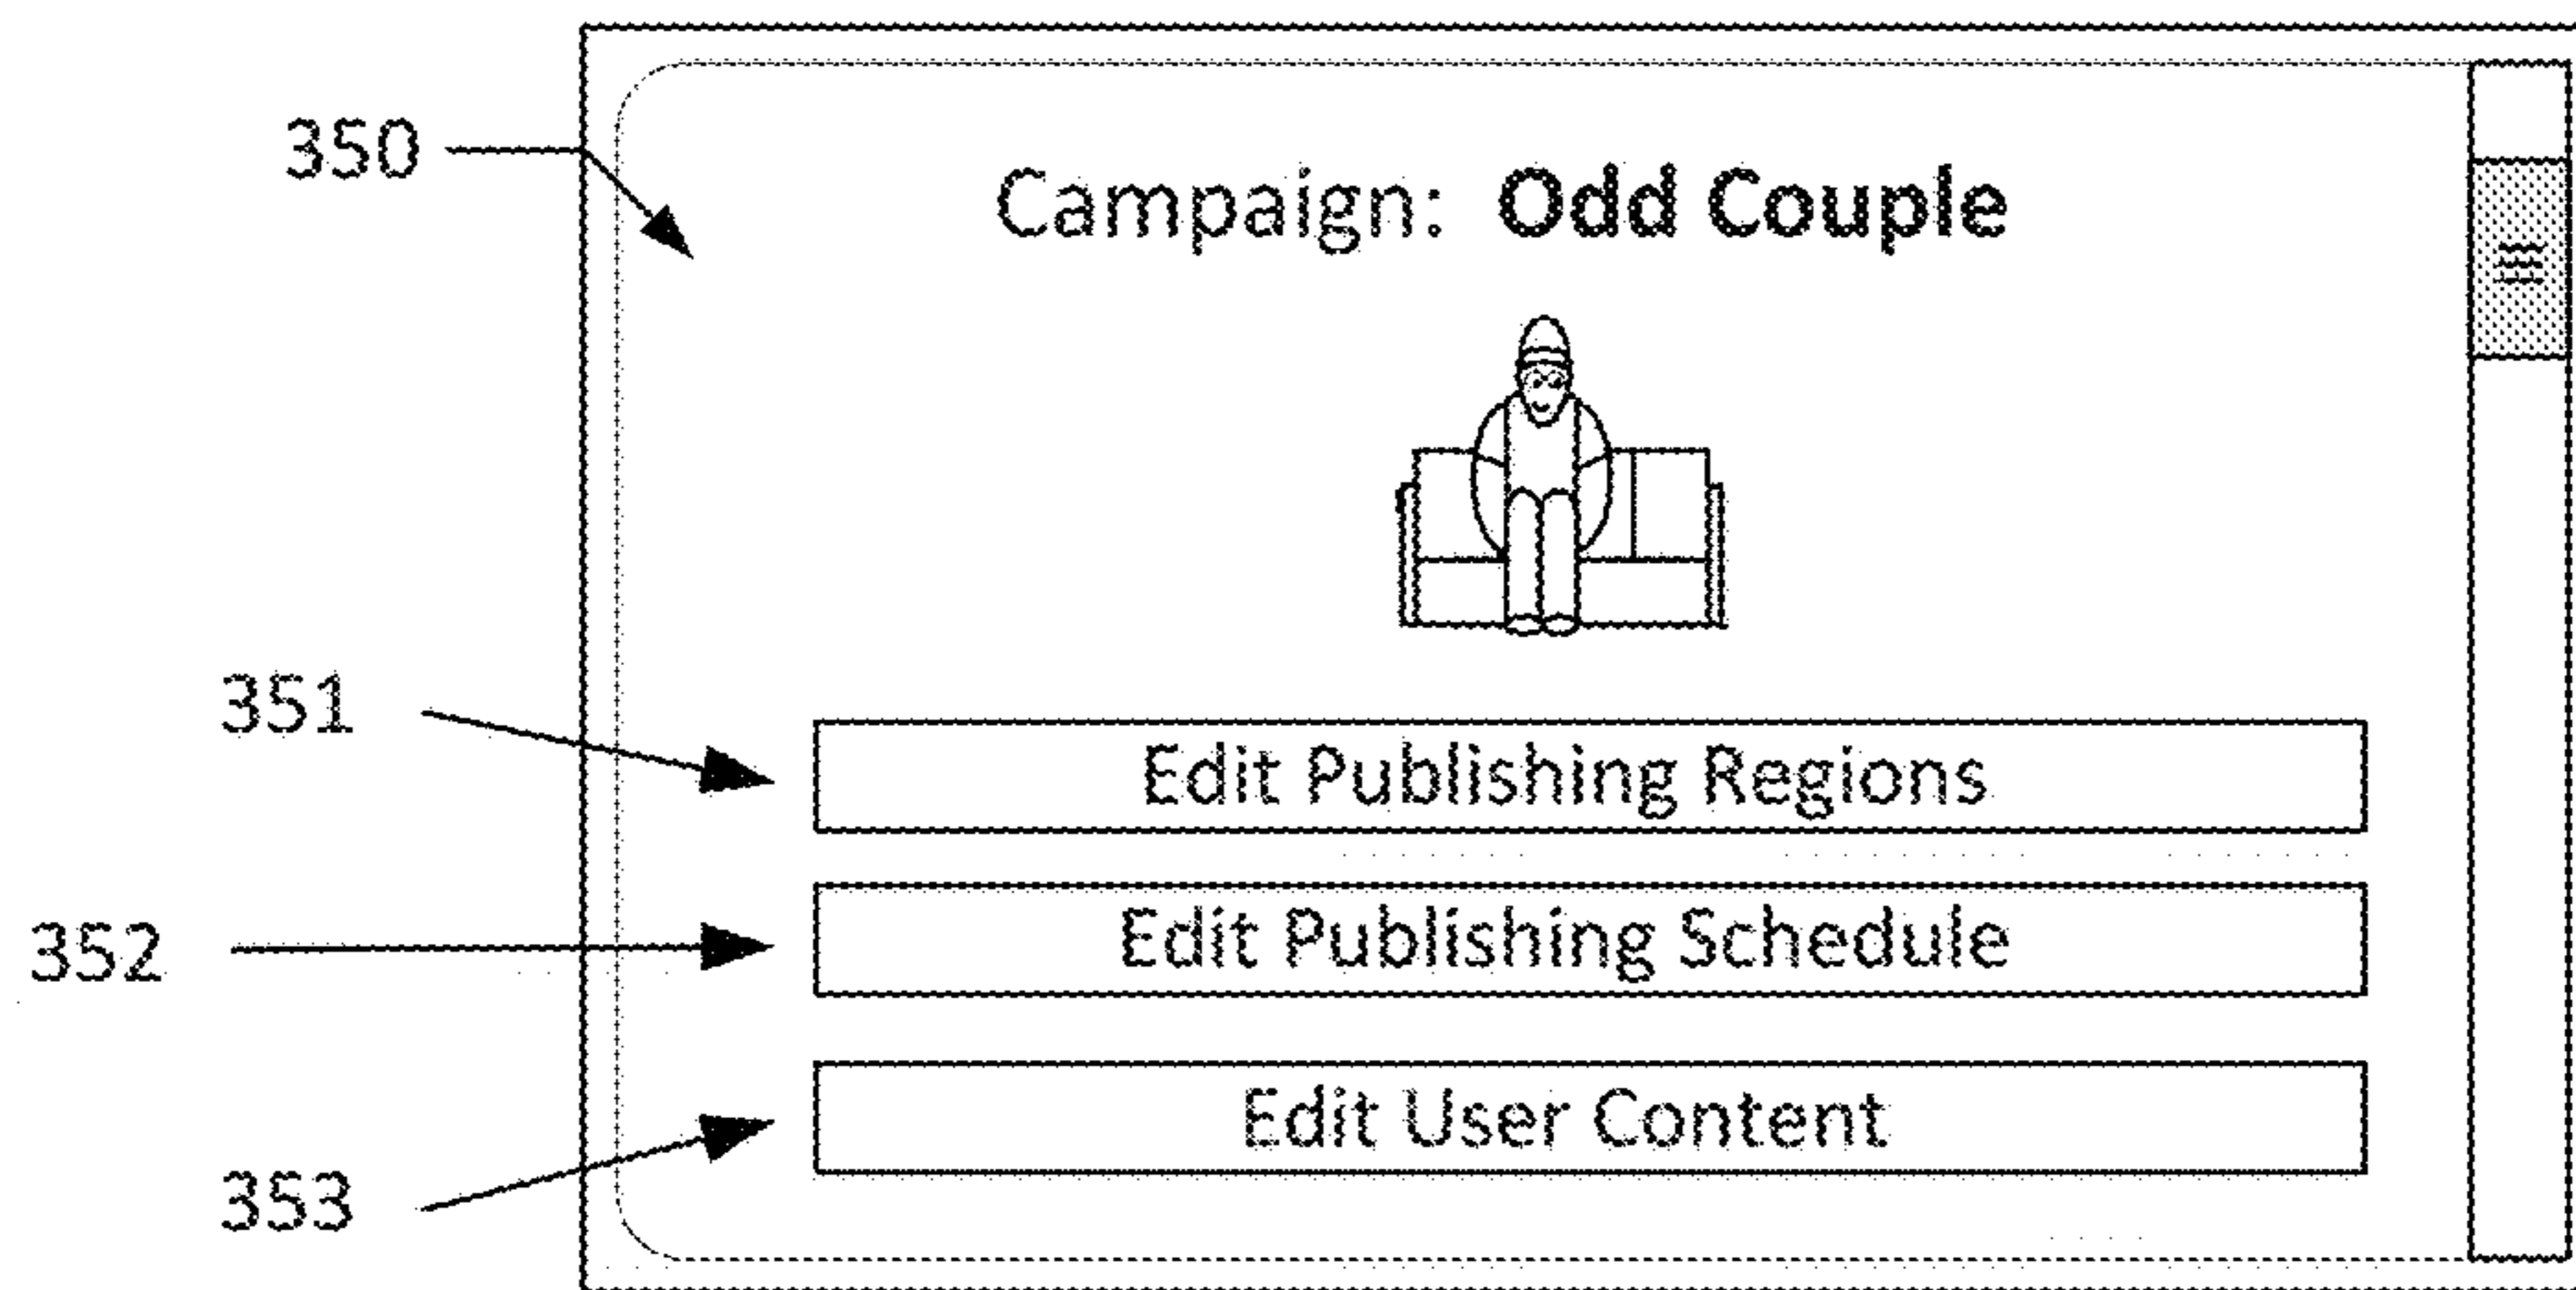 350
Campaign: Odd Couple
351
Edit Publishing Regions
352
Edit Publishing Schedule
353
Edit User Content